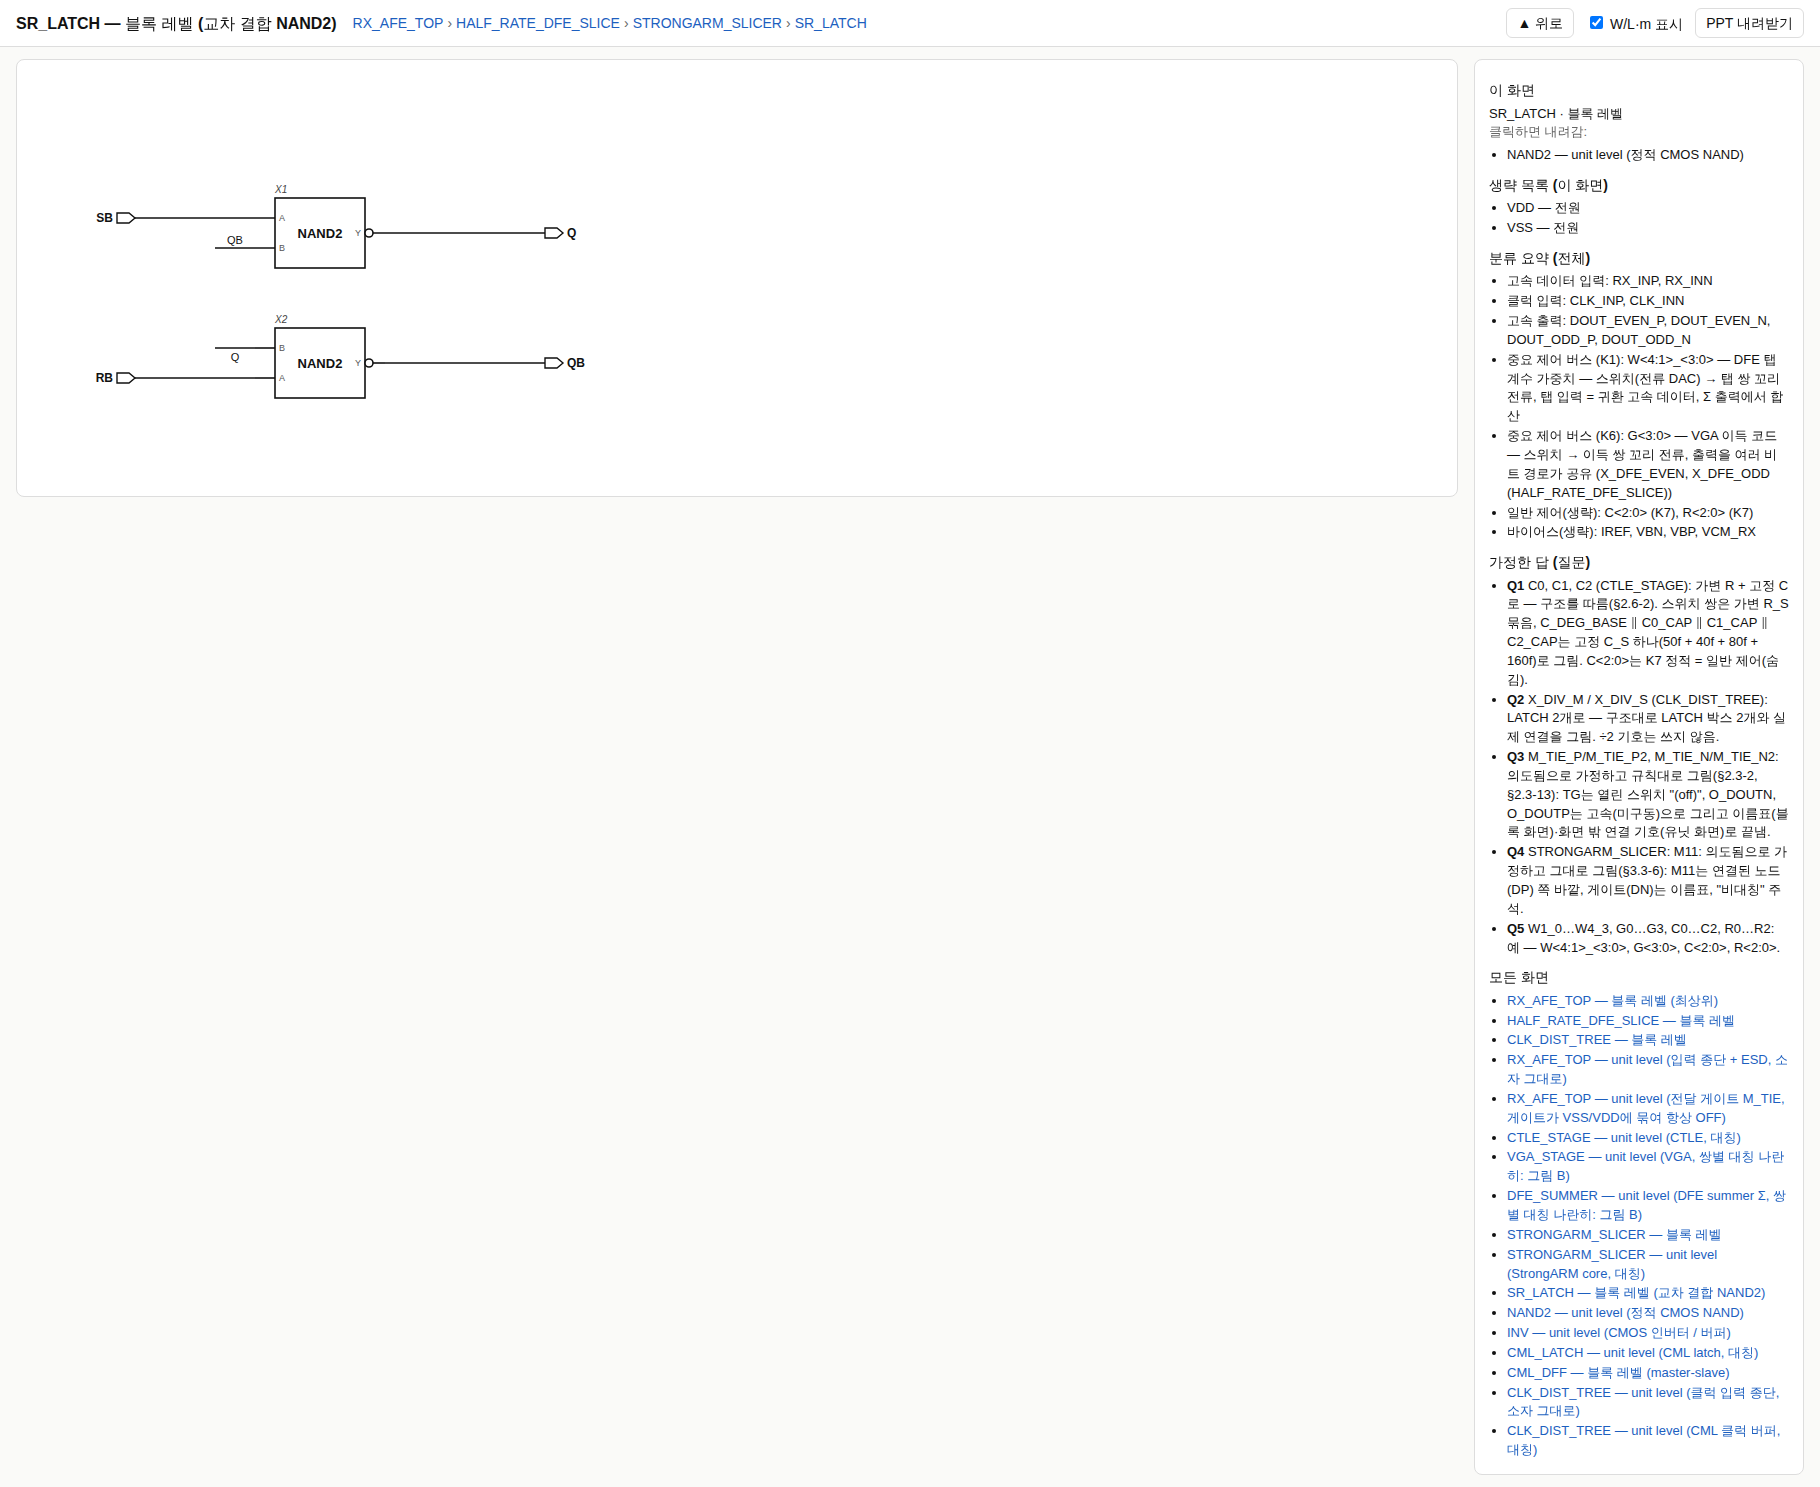 SR_LATCH — 블록 레벨 (교차 결합 NAND2) RX_AFE_TOP › HALF_RATE_DFE_SLICE › STRONGARM_SLICER › SR_LATCH ▲ 위로 W/L·m 표시 PPT 내려받기
X1
SB A NAND2 Y Q
QB B
X2
B
Q NAND2 Y QB
RB A
이 화면
SR_LATCH · 블록 레벨
클릭하면 내려감:
• NAND2 — unit level (정적 CMOS NAND)
생략 목록 (이 화면)
• VDD — 전원
• VSS — 전원
분류 요약 (전체)
• 고속 데이터 입력: RX_INP, RX_INN
• 클럭 입력: CLK_INP, CLK_INN
• 고속 출력: DOUT_EVEN_P, DOUT_EVEN_N,
DOUT_ODD_P, DOUT_ODD_N
• 중요 제어 버스 (K1): W<4:1>_<3:0> — DFE 탭
계수 가중치 — 스위치(전류 DAC) → 탭 쌍 꼬리
전류, 탭 입력 = 귀환 고속 데이터, Σ 출력에서 합
산
• 중요 제어 버스 (K6): G<3:0> — VGA 이득 코드
— 스위치 → 이득 쌍 꼬리 전류, 출력을 여러 비
트 경로가 공유 (X_DFE_EVEN, X_DFE_ODD
(HALF_RATE_DFE_SLICE))
• 일반 제어(생략): C<2:0> (K7), R<2:0> (K7)
• 바이어스(생략): IREF, VBN, VBP, VCM_RX
가정한 답 (질문)
• Q1 C0, C1, C2 (CTLE_STAGE): 가변 R + 고정 C
로 — 구조를 따름(§2.6-2). 스위치 쌍은 가변 R_S
묶음, C_DEG_BASE ∥ C0_CAP ∥ C1_CAP ∥
C2_CAP는 고정 C_S 하나(50f + 40f + 80f +
160f)로 그림. C<2:0>는 K7 정적 = 일반 제어(숨
김).
• Q2 X_DIV_M / X_DIV_S (CLK_DIST_TREE):
LATCH 2개로 — 구조대로 LATCH 박스 2개와 실
제 연결을 그림. ÷2 기호는 쓰지 않음.
• Q3 M_TIE_P/M_TIE_P2, M_TIE_N/M_TIE_N2:
의도됨으로 가정하고 규칙대로 그림(§2.3-2,
§2.3-13): TG는 열린 스위치 "(off)", O_DOUTN,
O_DOUTP는 고속(미구동)으로 그리고 이름표(블
록 화면)·화면 밖 연결 기호(유닛 화면)로 끝냄.
• Q4 STRONGARM_SLICER: M11: 의도됨으로 가
정하고 그대로 그림(§3.3-6): M11는 연결된 노드
(DP) 쪽 바깥, 게이트(DN)는 이름표, "비대칭" 주
석.
• Q5 W1_0…W4_3, G0…G3, C0…C2, R0…R2:
예 — W<4:1>_<3:0>, G<3:0>, C<2:0>, R<2:0>.
모든 화면
• RX_AFE_TOP — 블록 레벨 (최상위)
• HALF_RATE_DFE_SLICE — 블록 레벨
• CLK_DIST_TREE — 블록 레벨
• RX_AFE_TOP — unit level (입력 종단 + ESD, 소
자 그대로)
• RX_AFE_TOP — unit level (전달 게이트 M_TIE,
게이트가 VSS/VDD에 묶여 항상 OFF)
• CTLE_STAGE — unit level (CTLE, 대칭)
• VGA_STAGE — unit level (VGA, 쌍별 대칭 나란
히: 그림 B)
• DFE_SUMMER — unit level (DFE summer Σ, 쌍
별 대칭 나란히: 그림 B)
• STRONGARM_SLICER — 블록 레벨
• STRONGARM_SLICER — unit level
(StrongARM core, 대칭)
• SR_LATCH — 블록 레벨 (교차 결합 NAND2)
• NAND2 — unit level (정적 CMOS NAND)
• INV — unit level (CMOS 인버터 / 버퍼)
• CML_LATCH — unit level (CML latch, 대칭)
• CML_DFF — 블록 레벨 (master-slave)
• CLK_DIST_TREE — unit level (클럭 입력 종단,
소자 그대로)
• CLK_DIST_TREE — unit level (CML 클럭 버퍼,
대칭)